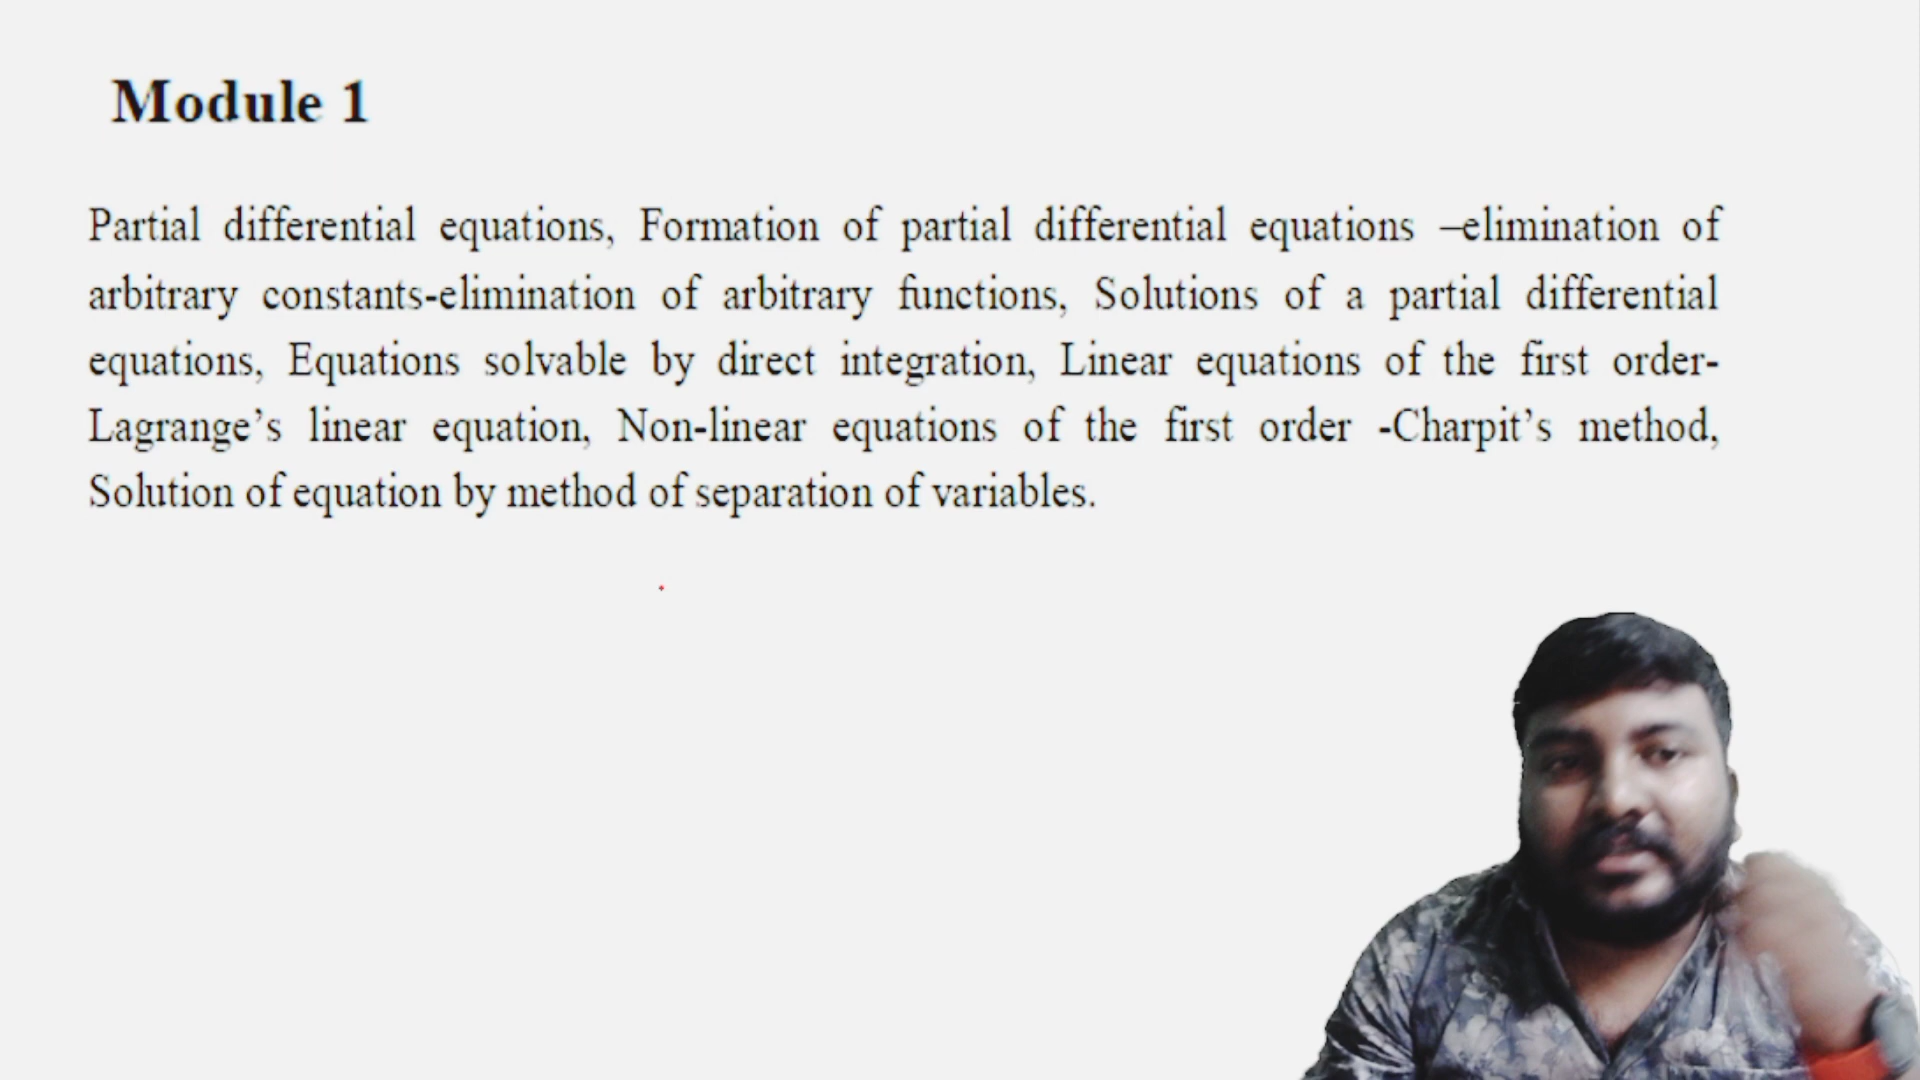 Module 1
Partial differential equations, Formation of partial differential equations –elimination of
arbitrary constants-elimination of arbitrary functions, Solutions of a partial differential
equations, Equations solvable by direct integration, Linear equations of the first order-
Lagrange’s linear equation, Non-linear equations of the first order -Charpit’s method,
Solution of equation by method of separation of variables.